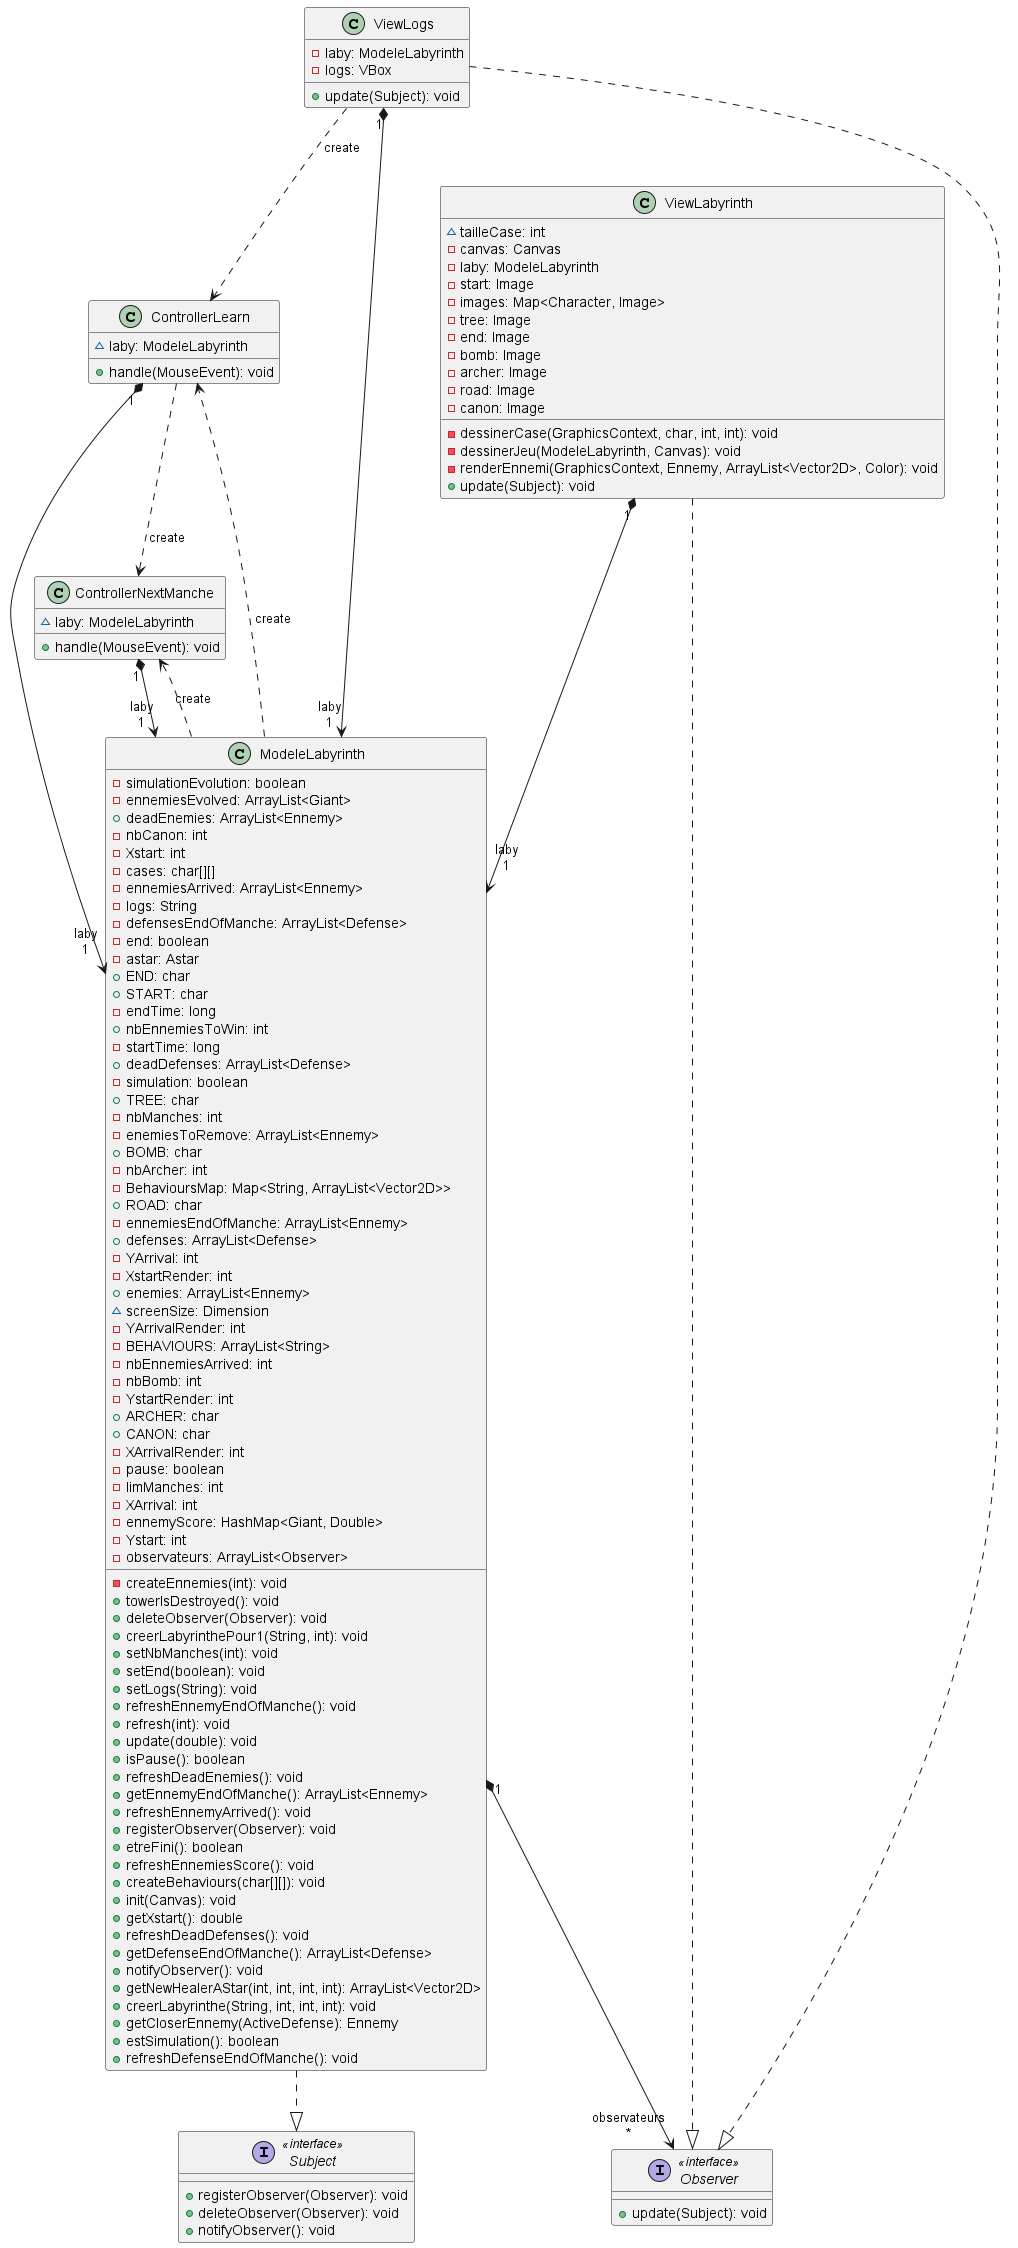 C ViewLogs
laby: ModeleLabyrinth
logs: VBox
update(Subject): void
1
create
C ViewLabyrinth
tailleCase: int
canvas: Canvas
laby: ModeleLabyrinth
start: Image
images: Map<Character, Image>
tree: Image
end: Image
bomb: Image
archer: Image
road: Image
canon: Image
dessinerCase(GraphicsContext, char, int, int): void
dessinerJeu(ModeleLabyrinth, Canvas): void
renderEnnemi(GraphicsContext, Ennemy, ArrayList<Vector2D>, Color): void
update(Subject): void
1
C ControllerLearn
laby: ModeleLabyrinth
handle(MouseEvent): void
1
create
C ControllerNextManche
laby: ModeleLabyrinth
handle(MouseEvent): void
1
create
create
laby
1
laby
1
laby
1
laby
1
C ModeleLabyrinth
simulationEvolution: boolean
ennemiesEvolved: ArrayList<Giant>
deadEnemies: ArrayList<Ennemy>
nbCanon: int
Xstart: int
cases: char[][]
ennemiesArrived: ArrayList<Ennemy>
logs: String
defensesEndOfManche: ArrayList<Defense>
end: boolean
astar: Astar
END: char
START: char
endTime: long
nbEnnemiesToWin: int
startTime: long
deadDefenses: ArrayList<Defense>
simulation: boolean
TREE: char
nbManches: int
enemiesToRemove: ArrayList<Ennemy>
BOMB: char
nbArcher: int
BehavioursMap: Map<String, ArrayList<Vector2D>>
ROAD: char
ennemiesEndOfManche: ArrayList<Ennemy>
defenses: ArrayList<Defense>
YArrival: int
XstartRender: int
enemies: ArrayList<Ennemy>
screenSize: Dimension
YArrivalRender: int
BEHAVIOURS: ArrayList<String>
nbEnnemiesArrived: int
nbBomb: int
YstartRender: int
ARCHER: char
CANON: char
XArrivalRender: int
pause: boolean
limManches: int
XArrival: int
ennemyScore: HashMap<Giant, Double>
Ystart: int
observateurs: ArrayList<Observer>
createEnnemies(int): void
towerIsDestroyed(): void
deleteObserver(Observer): void
creerLabyrinthePour1(String, int): void
setNbManches(int): void
setEnd(boolean): void
setLogs(String): void
refreshEnnemyEndOfManche(): void
refresh(int): void
update(double): void
isPause(): boolean
refreshDeadEnemies(): void
getEnnemyEndOfManche(): ArrayList<Ennemy>
refreshEnnemyArrived(): void
registerObserver(Observer): void
etreFini(): boolean
refreshEnnemiesScore(): void
createBehaviours(char[][]): void
init(Canvas): void
getXstart(): double
refreshDeadDefenses(): void
getDefenseEndOfManche(): ArrayList<Defense>
notifyObserver(): void
getNewHealerAStar(int, int, int, int): ArrayList<Vector2D>
creerLabyrinthe(String, int, int, int): void
getCloserEnnemy(ActiveDefense): Ennemy
estSimulation(): boolean
refreshDefenseEndOfManche(): void
1
observateurs
*
I «interface»
Subject
registerObserver(Observer): void
deleteObserver(Observer): void
notifyObserver(): void
I «interface»
Observer
update(Subject): void